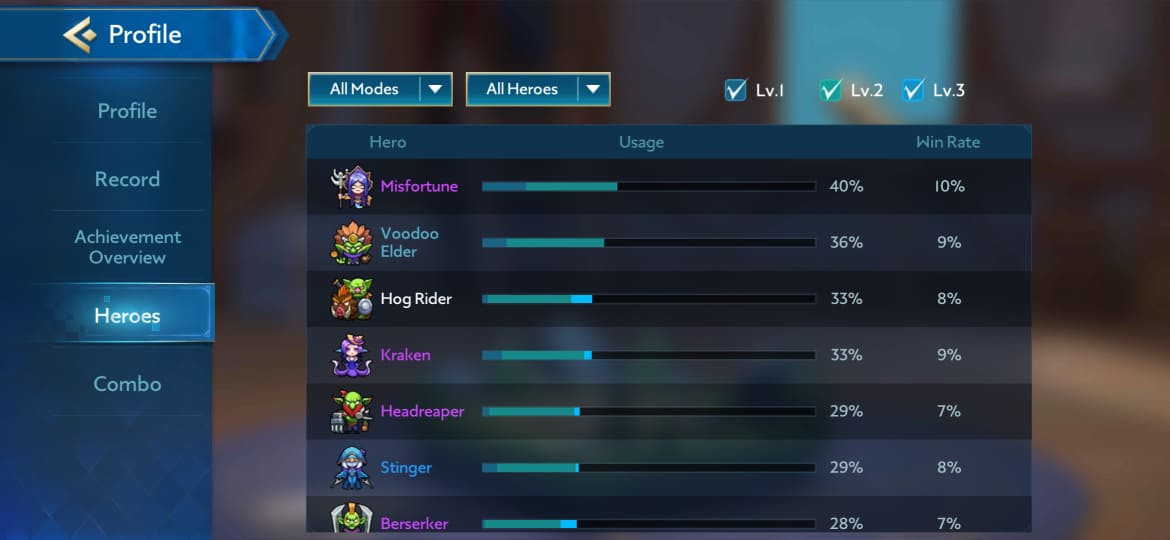 Profile
Profile
Record
Achievement
Overview
Heroes
Combo
All Modes All Heroes Lv.1 Lv.2 Lv.3
Hero Usage Win Rate
Misfortune 40% 10%
Voodoo
Elder 36% 9%
Hog Rider 33% 8%
Kraken 33% 9%
Headreaper 29% 7%
Stinger 29% 8%
Berserker 28% 7%